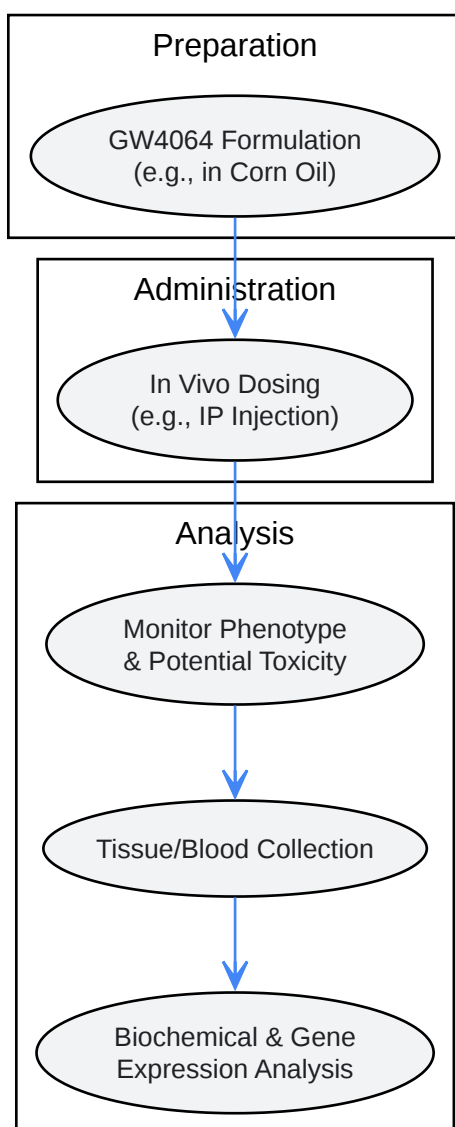 Preparation
GW4064 Formulation
(e.g., in Corn Oil)
Administration
In Vivo Dosing
(e.g., IP Injection)
Analysis
Monitor Phenotype
& Potential Toxicity
Tissue/Blood Collection
Biochemical & Gene
Expression Analysis